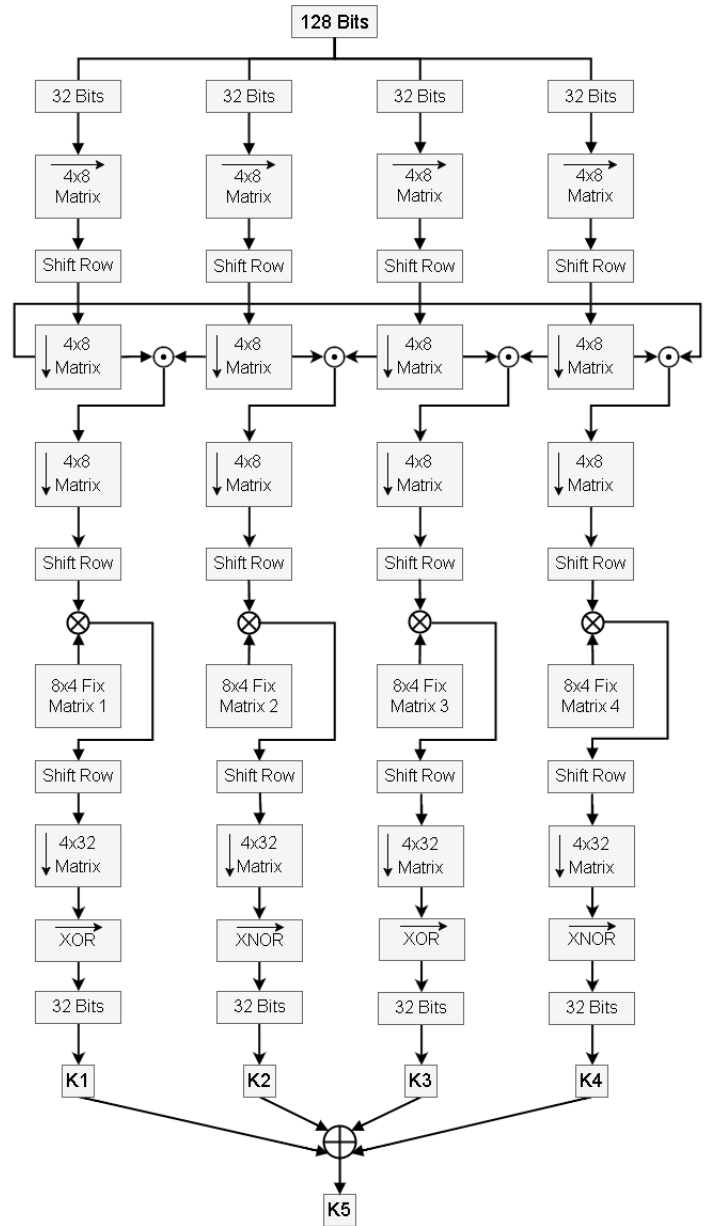 128 Bits
32 Bits 32 Bits 32 Bits 32 Bits
4x8 4x8 4x8 4x8
Matrix Matrix Matrix Matrix
Shift Row Shift Row Shift Row Shift Row
4x8 4x8 4x8 4x8
Matrix Matrix Matrix Matrix
4x8 4x8 4x8 4x8
Matrix Matrix Matrix Matrix
Shift Row Shift Row Shift Row Shift Row
8x4 Fix 8x4 Fix 8x4 Fix 8x4 Fix
Matrix 1 Matrix 2 Matrix 3 Matrix 4
Shift Row Shift Row Shift Row Shift Row
4x32 4x32 4x32 4x32
Matrix Matrix Matrix Matrix
XOR XNOR XOR XNOR
32 Bits 32 Bits 32 Bits 32 Bits
K1 K2 K3 K4
K5